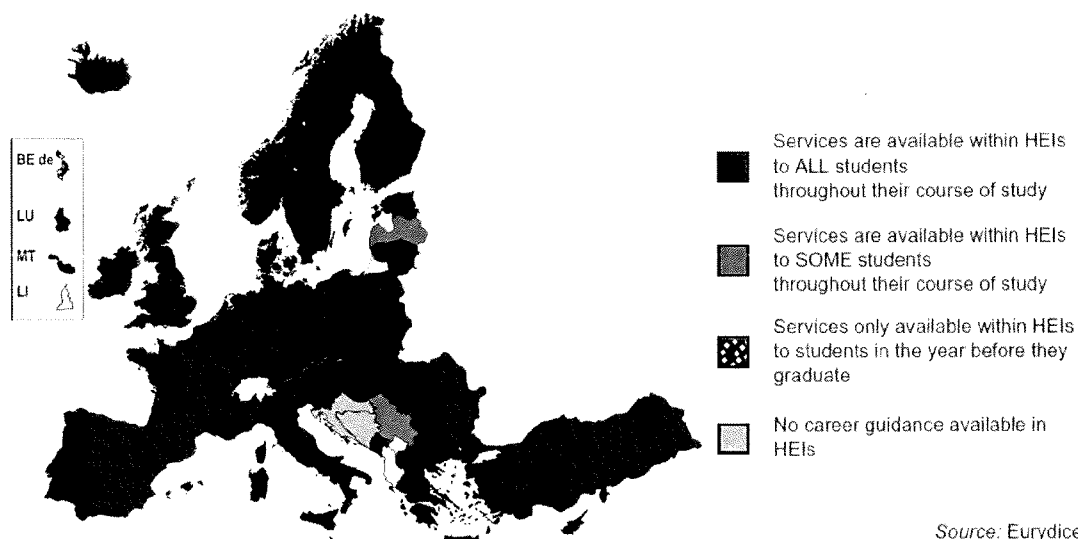 BE de
LU
MT
LI
Services are available within HEIs
to ALL students
throughout their course of study
Services are available within HEIs
to SOME students
throughout their course of study
Services only available within HEIs
to students in the year before they
graduate
No career guidance available in
HEIs
Source: Eurydice